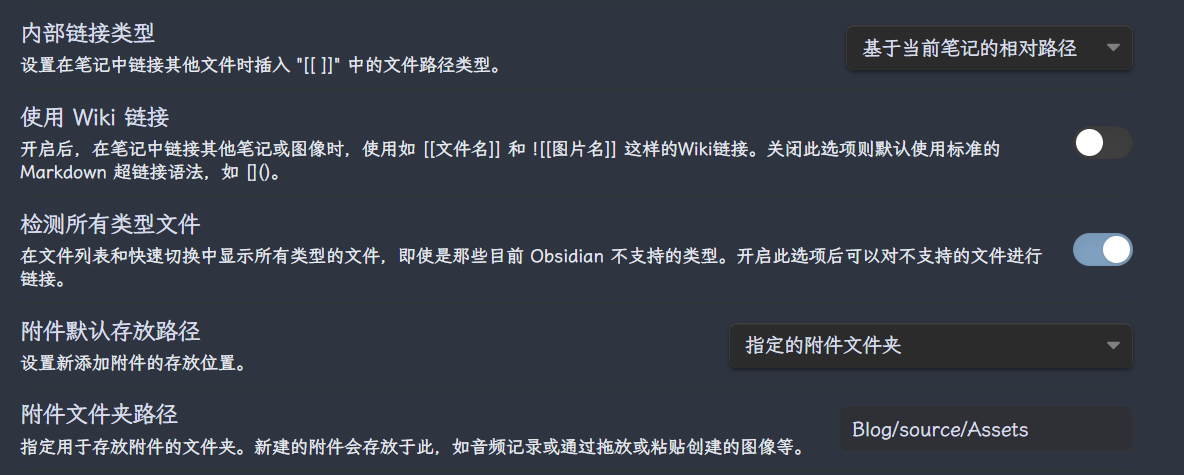 内部链接类型
基于当前笔记的相对路径
设置在笔记中链接其他文件时插入 "[[ ]]" 中的文件路径类型。
使用 Wiki 链接
开启后，在笔记中链接其他笔记或图像时，使用如 [[文件名]] 和 ![[图片名]] 这样的Wiki链接。关闭此选项则默认使用标准的
Markdown 超链接语法，如 []()。
检测所有类型文件
在文件列表和快速切换中显示所有类型的文件，即使是那些目前 Obsidian 不支持的类型。开启此选项后可以对不支持的文件进行
链接。
附件默认存放路径
指定的附件文件夹
设置新添加附件的存放位置。
附件文件夹路径
Blog/source/Assets
指定用于存放附件的文件夹。新建的附件会存放于此，如音频记录或通过拖放或粘贴创建的图像等。